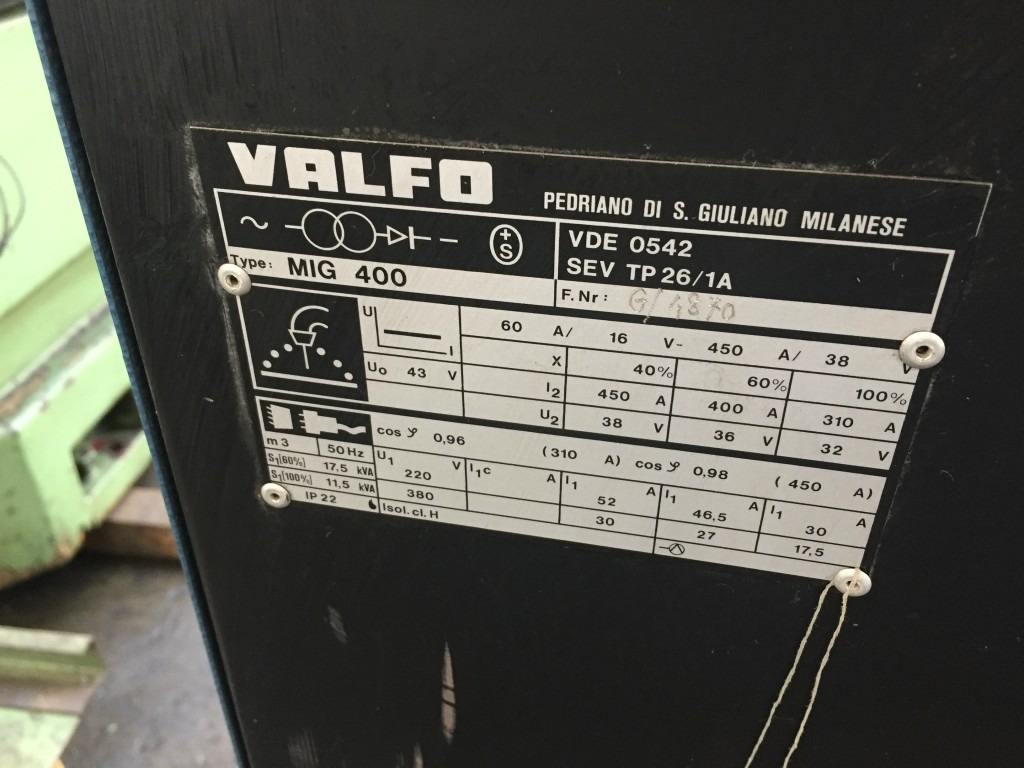 VALFO
PEDRIANO DI S. GIULIANO MILANESE
+
S
VDE 0542
SEV TP 26/1A
Type: MIG 400
F. Nr: G/4870
U
I
60 A/ 16 V- 450 A/ 38 V
X 40% 60% 100%
U₀ 43 V
I₂ 450 A 400 A 310 A
U₂ 38 V 36 V 32 V
cos φ 0,96 (310 A) cos φ 0,98 (450 A)
m 3 50 Hz
S₁(60%) 17,5 kVA
S₁(100%) 11,5 kVA
U₁ V I₁c A I₁ A I₁ A I₁ A
220 52 46,5 30
380 30 27 17,5
IP 22 Isol. cl. H